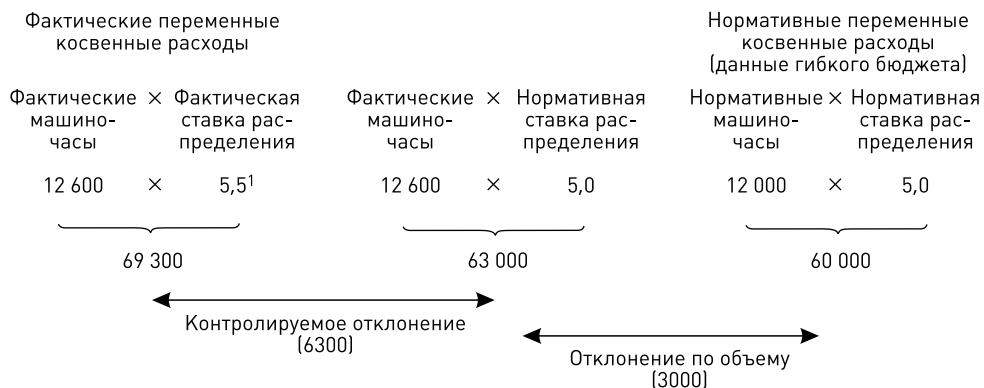 Фактические переменные
косвенные расходы
Нормативные переменные
косвенные расходы
(данные гибкого бюджета)
Фактические × Фактическая
машино- ставка рас-
часы пределения
Фактические × Нормативная
машино- ставка рас-
часы пределения
Нормативные × Нормативная
машино- ставка рас-
часы пределения
12 600 × 5,5¹
12 600 × 5,0
12 000 × 5,0
69 300
63 000
60 000
Контролируемое отклонение
(6300)
Отклонение по объему
(3000)